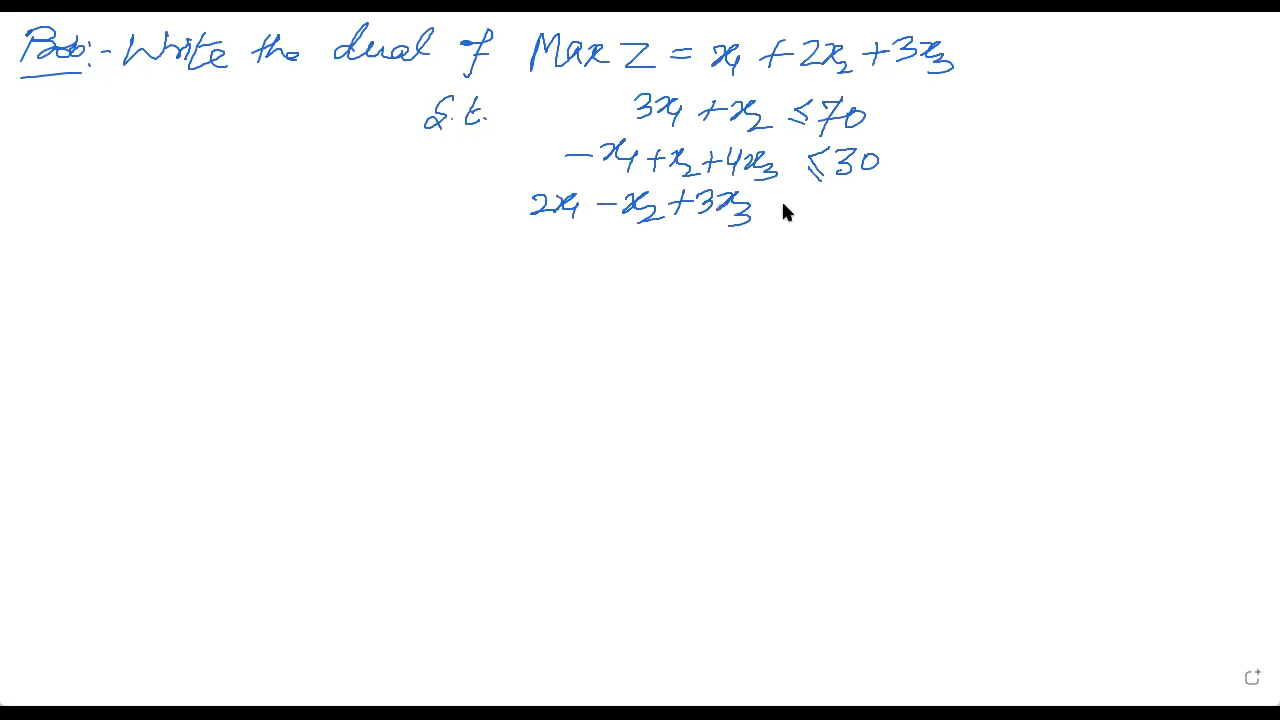 Prob:- Write the dual of Max Z = x₁ + 2x₂ + 3x₃
S.t. 3x₁ + x₂ ≤ 70
-x₁ + x₂ + 4x₃ ≤ 30
2x₁ - x₂ + 3x₃